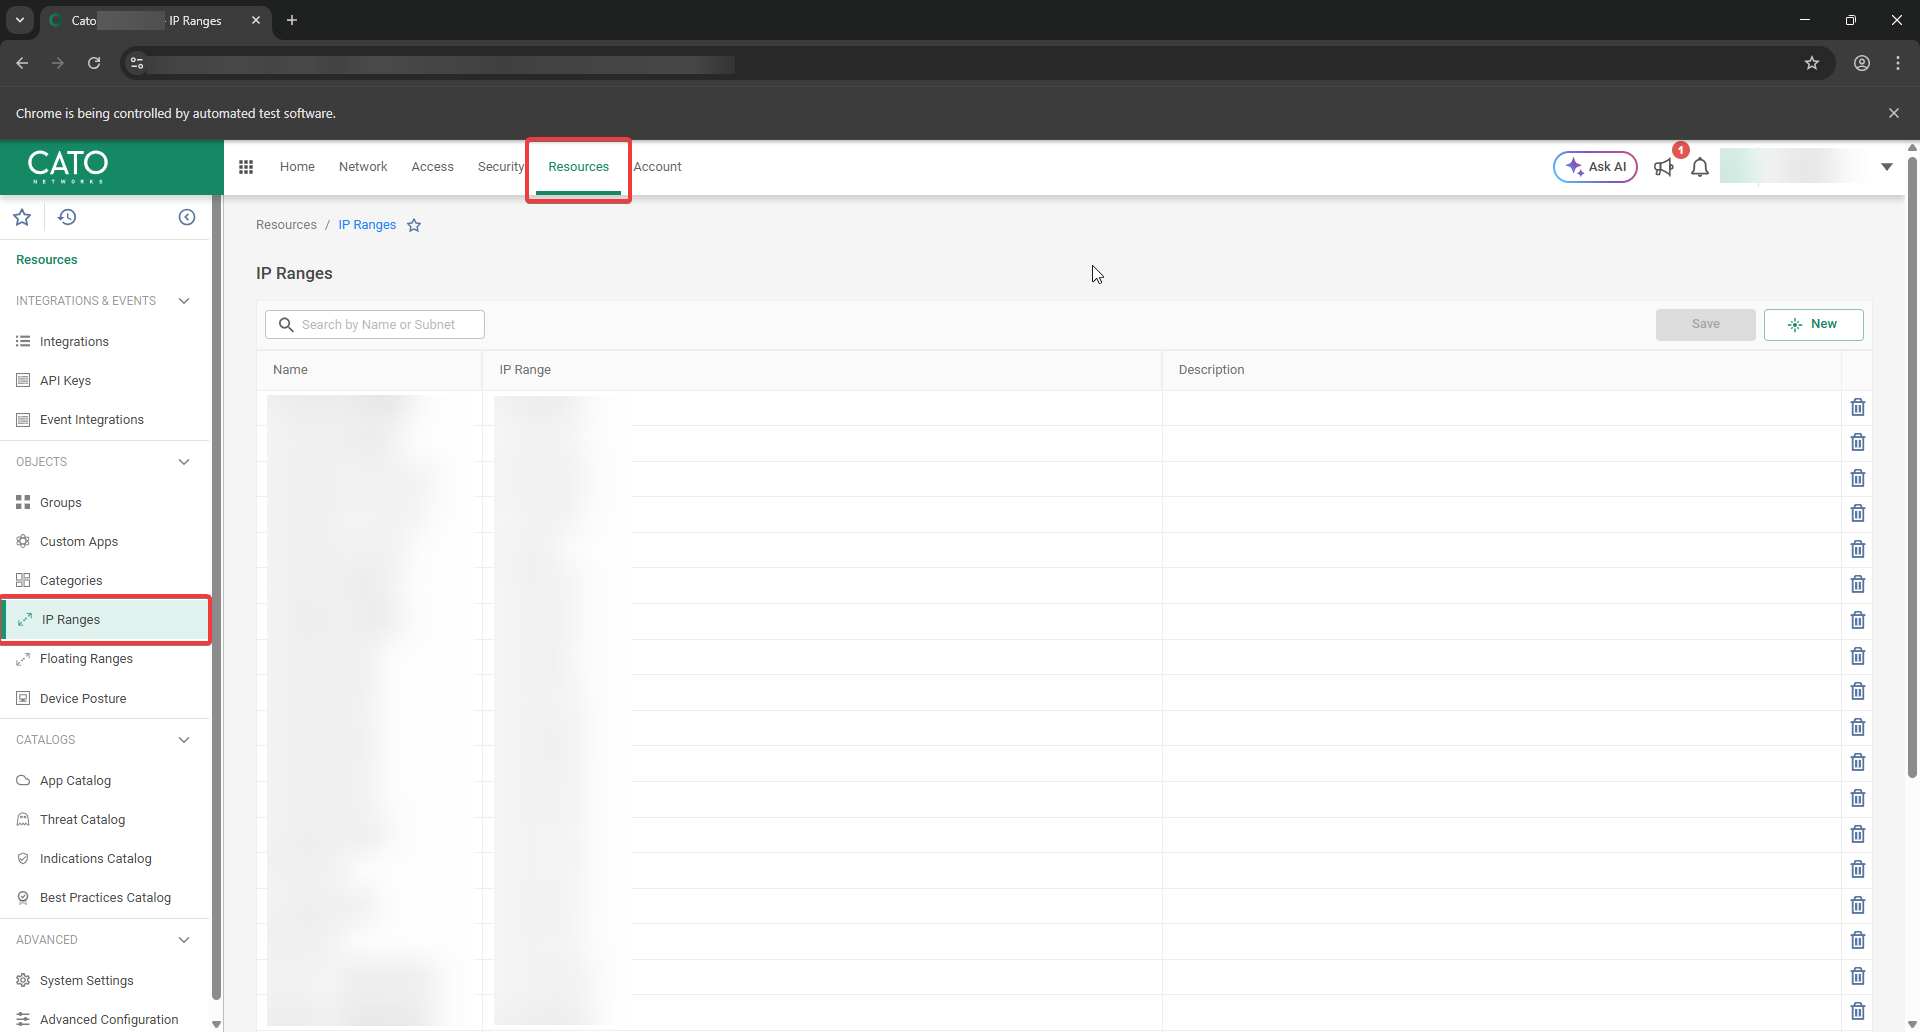 Cato - IP Ranges
Chrome is being controlled by automated test software.
CATO
NETWORKS
Home
Network
Access
Security
Resources
Account
Ask AI
1
Resources / IP Ranges
Resources
INTEGRATIONS & EVENTS
Integrations
API Keys
Event Integrations
OBJECTS
Groups
Custom Apps
Categories
IP Ranges
Floating Ranges
Device Posture
CATALOGS
App Catalog
Threat Catalog
Indications Catalog
Best Practices Catalog
ADVANCED
System Settings
Advanced Configuration
IP Ranges
Search by Name or Subnet
Save
New
Name
IP Range
Description